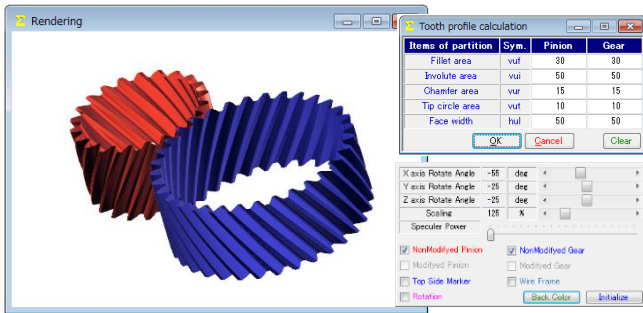 Σ Rendering
Σ Tooth profile calculation
Items of partition Sym. Pinion Gear
Fillet area vuf 30 30
Involute area vui 50 50
Chamfer area vur 15 15
Tip circle area vut 10 10
Face width hul 50 50
OK Cancel Clear
X axis Rotate Angle -55 deg
Y axis Rotate Angle -25 deg
Z axis Rotate Angle -25 deg
Scaling 125 %
Speculer Power
NonModifyed Pinion NonModifyed Gear
Modifyed Pinion Modifyed Gear
Top Side Marker Wire Frame
Rotation Back Color Initialize